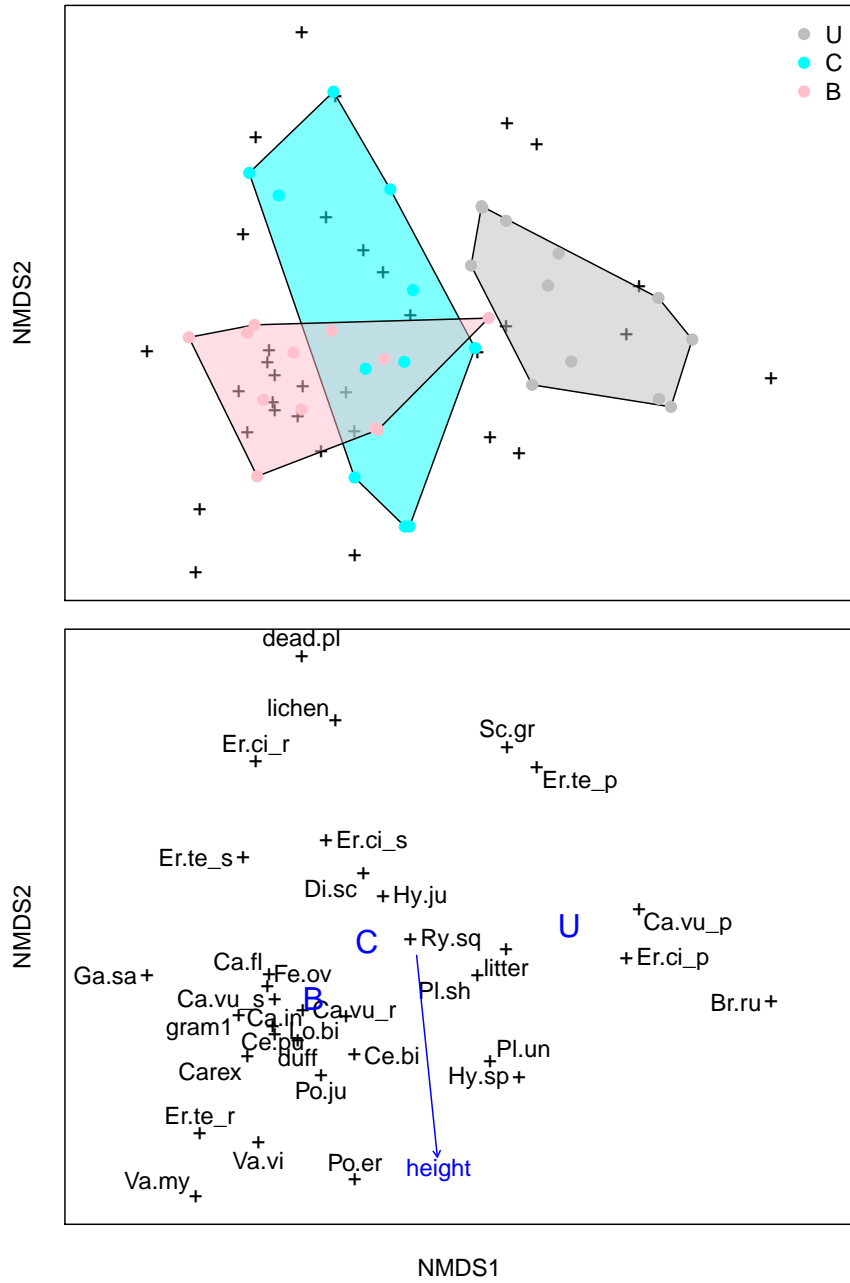 U
C
B
NMDS2
dead.pl
lichen
Sc.gr
Er.ci_r
Er.te_p
Er.ci_s
Er.te_s
Di.sc
Hy.ju
Ca.vu_p
U
C
Ry.sq
Er.ci_p
litter
Ca.fl
Fe.ov
Ga.sa
Pl.sh
Ca.vu_s
B
Br.ru
Ca.vu_r
gram1
Ca.in
Lo.bi
Ce.pu
duff
Ce.bi
Pl.un
Carex
Hy.sp
Po.ju
Er.te_r
Va.vi
Po.er
height
Va.my
NMDS2
NMDS1